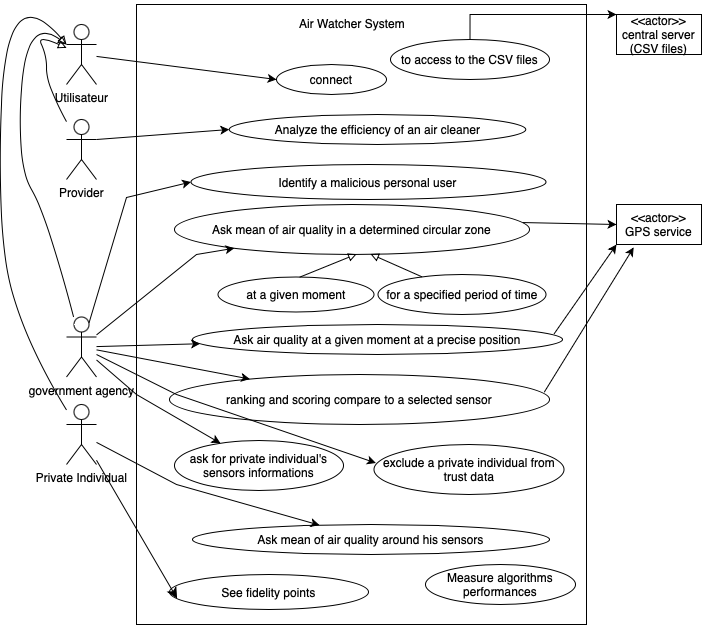 Air Watcher System
<<actor>>
central server
(CSV files)
to access to the CSV files
connect
Utilisateur
Analyze the efficiency of an air cleaner
Provider
Identify a malicious personal user
Ask mean of air quality in a determined circular zone
<<actor>>
GPS service
at a given moment
for a specified period of time
Ask air quality at a given moment at a precise position
government agency
ranking and scoring compare to a selected sensor
ask for private individual's
sensors informations
exclude a private individual from
trust data
Private Individual
Ask mean of air quality around his sensors
Measure algorithms
performances
See fidelity points